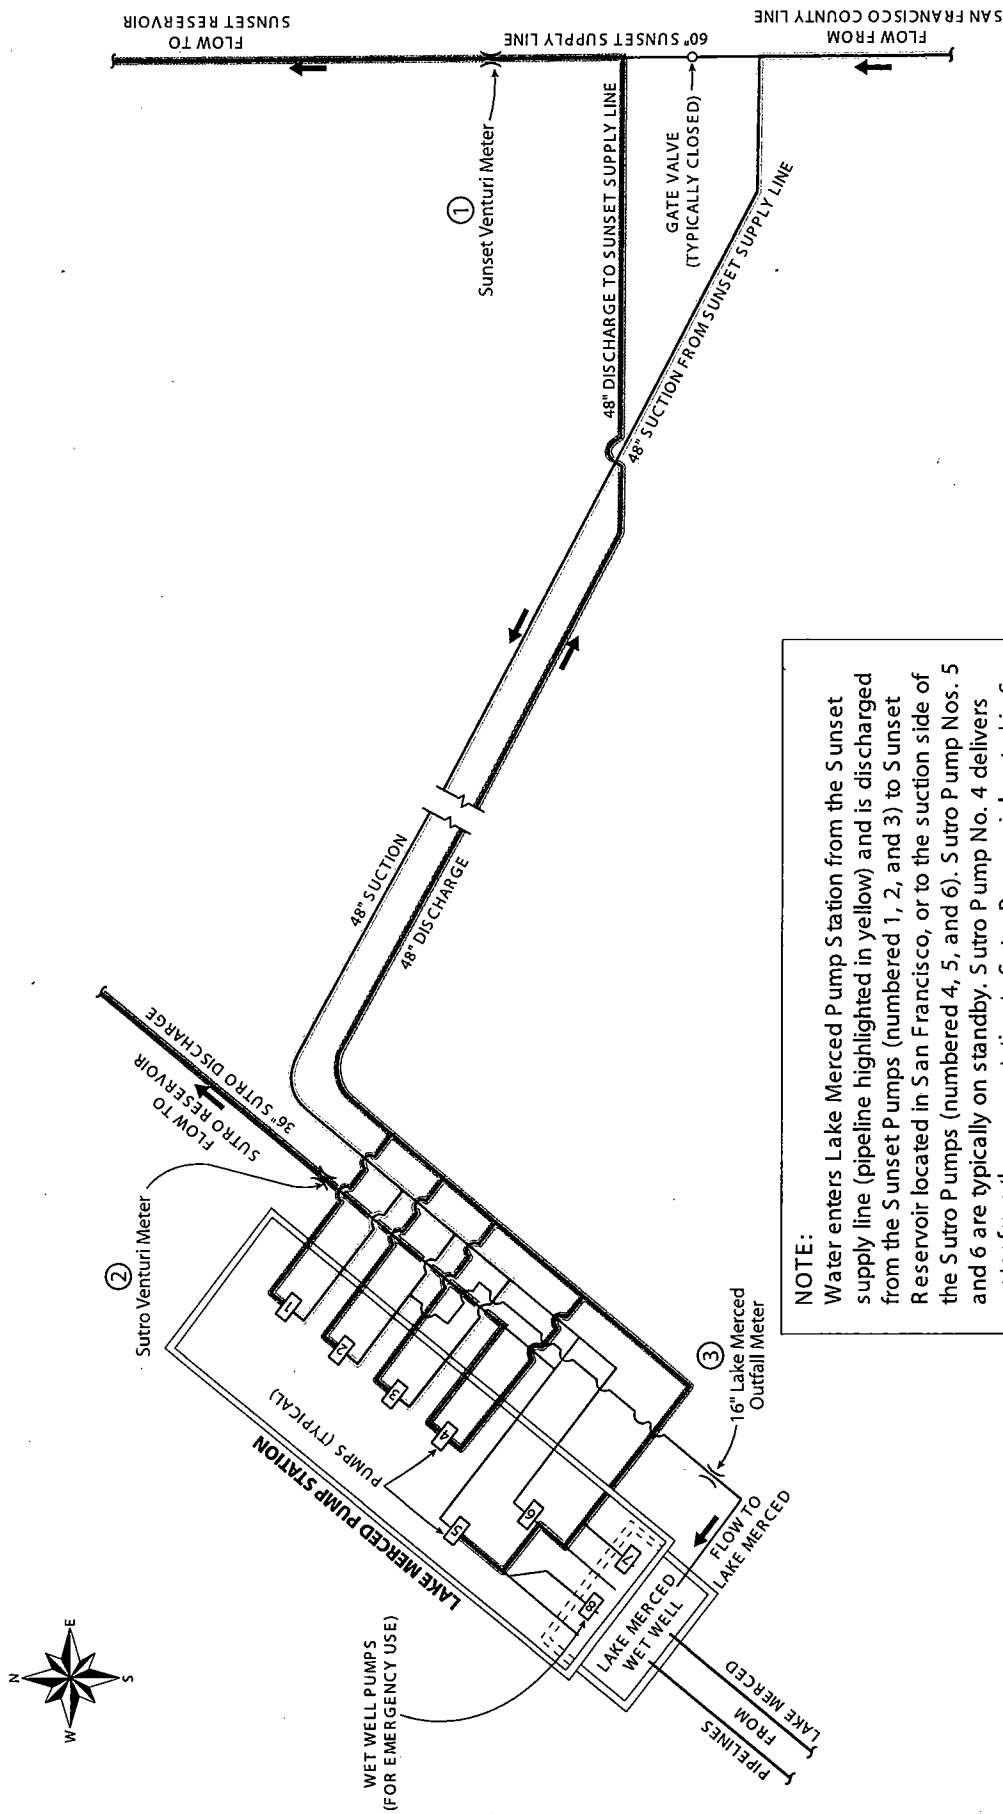 FLOW TO
SUNSET RESERVOIR
60" SUNSET SUPPLY LINE
FLOW FROM
SAN FRANCISCO COUNTY LINE
1
Sunset Venturi Meter
48" DISCHARGE TO SUNSET SUPPLY LINE
GATE VALVE
(TYPICALLY CLOSED)
48" SUCTION FROM SUNSET SUPPLY LINE
48" SUCTION
48" DISCHARGE
36" SUTRO DISCHARGE
FLOW TO
SUTRO RESERVOIR
2
Sutro Venturi Meter
LAKE MERCED PUMP STATION
PUMPS (TYPICAL)
1
2
3
4
5
6
7
8
3
16" Lake Merced
Outfall Meter
FLOW TO
LAKE MERCED
LAKE MERCED
WET WELL
PIPELINES
FROM
LAKE MERCED
WET WELL PUMPS
(FOR EMERGENCY USE)
N
E
S
W
NOTE:
Water enters Lake Merced Pump Station from the Sunset
supply line (pipeline highlighted in yellow) and is discharged
from the Sunset Pumps (numbered 1, 2, and 3) to Sunset
Reservoir located in San Francisco, or to the suction side of
the Sutro Pumps (numbered 4, 5, and 6). Sutro Pump Nos. 5
and 6 are typically on standby. Sutro Pump No. 4 delivers